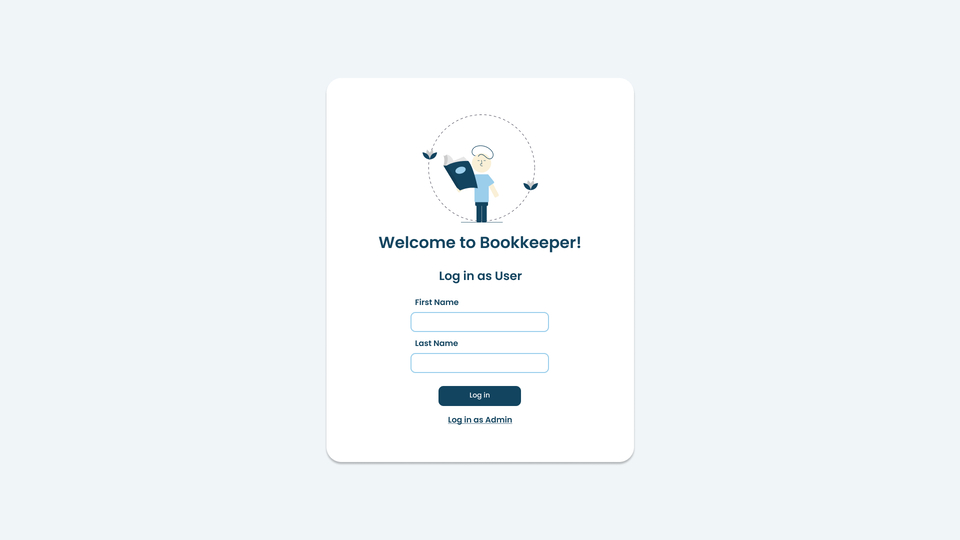 Welcome to Bookkeeper!
Log in as User
First Name
Last Name
Log in
Log in as Admin